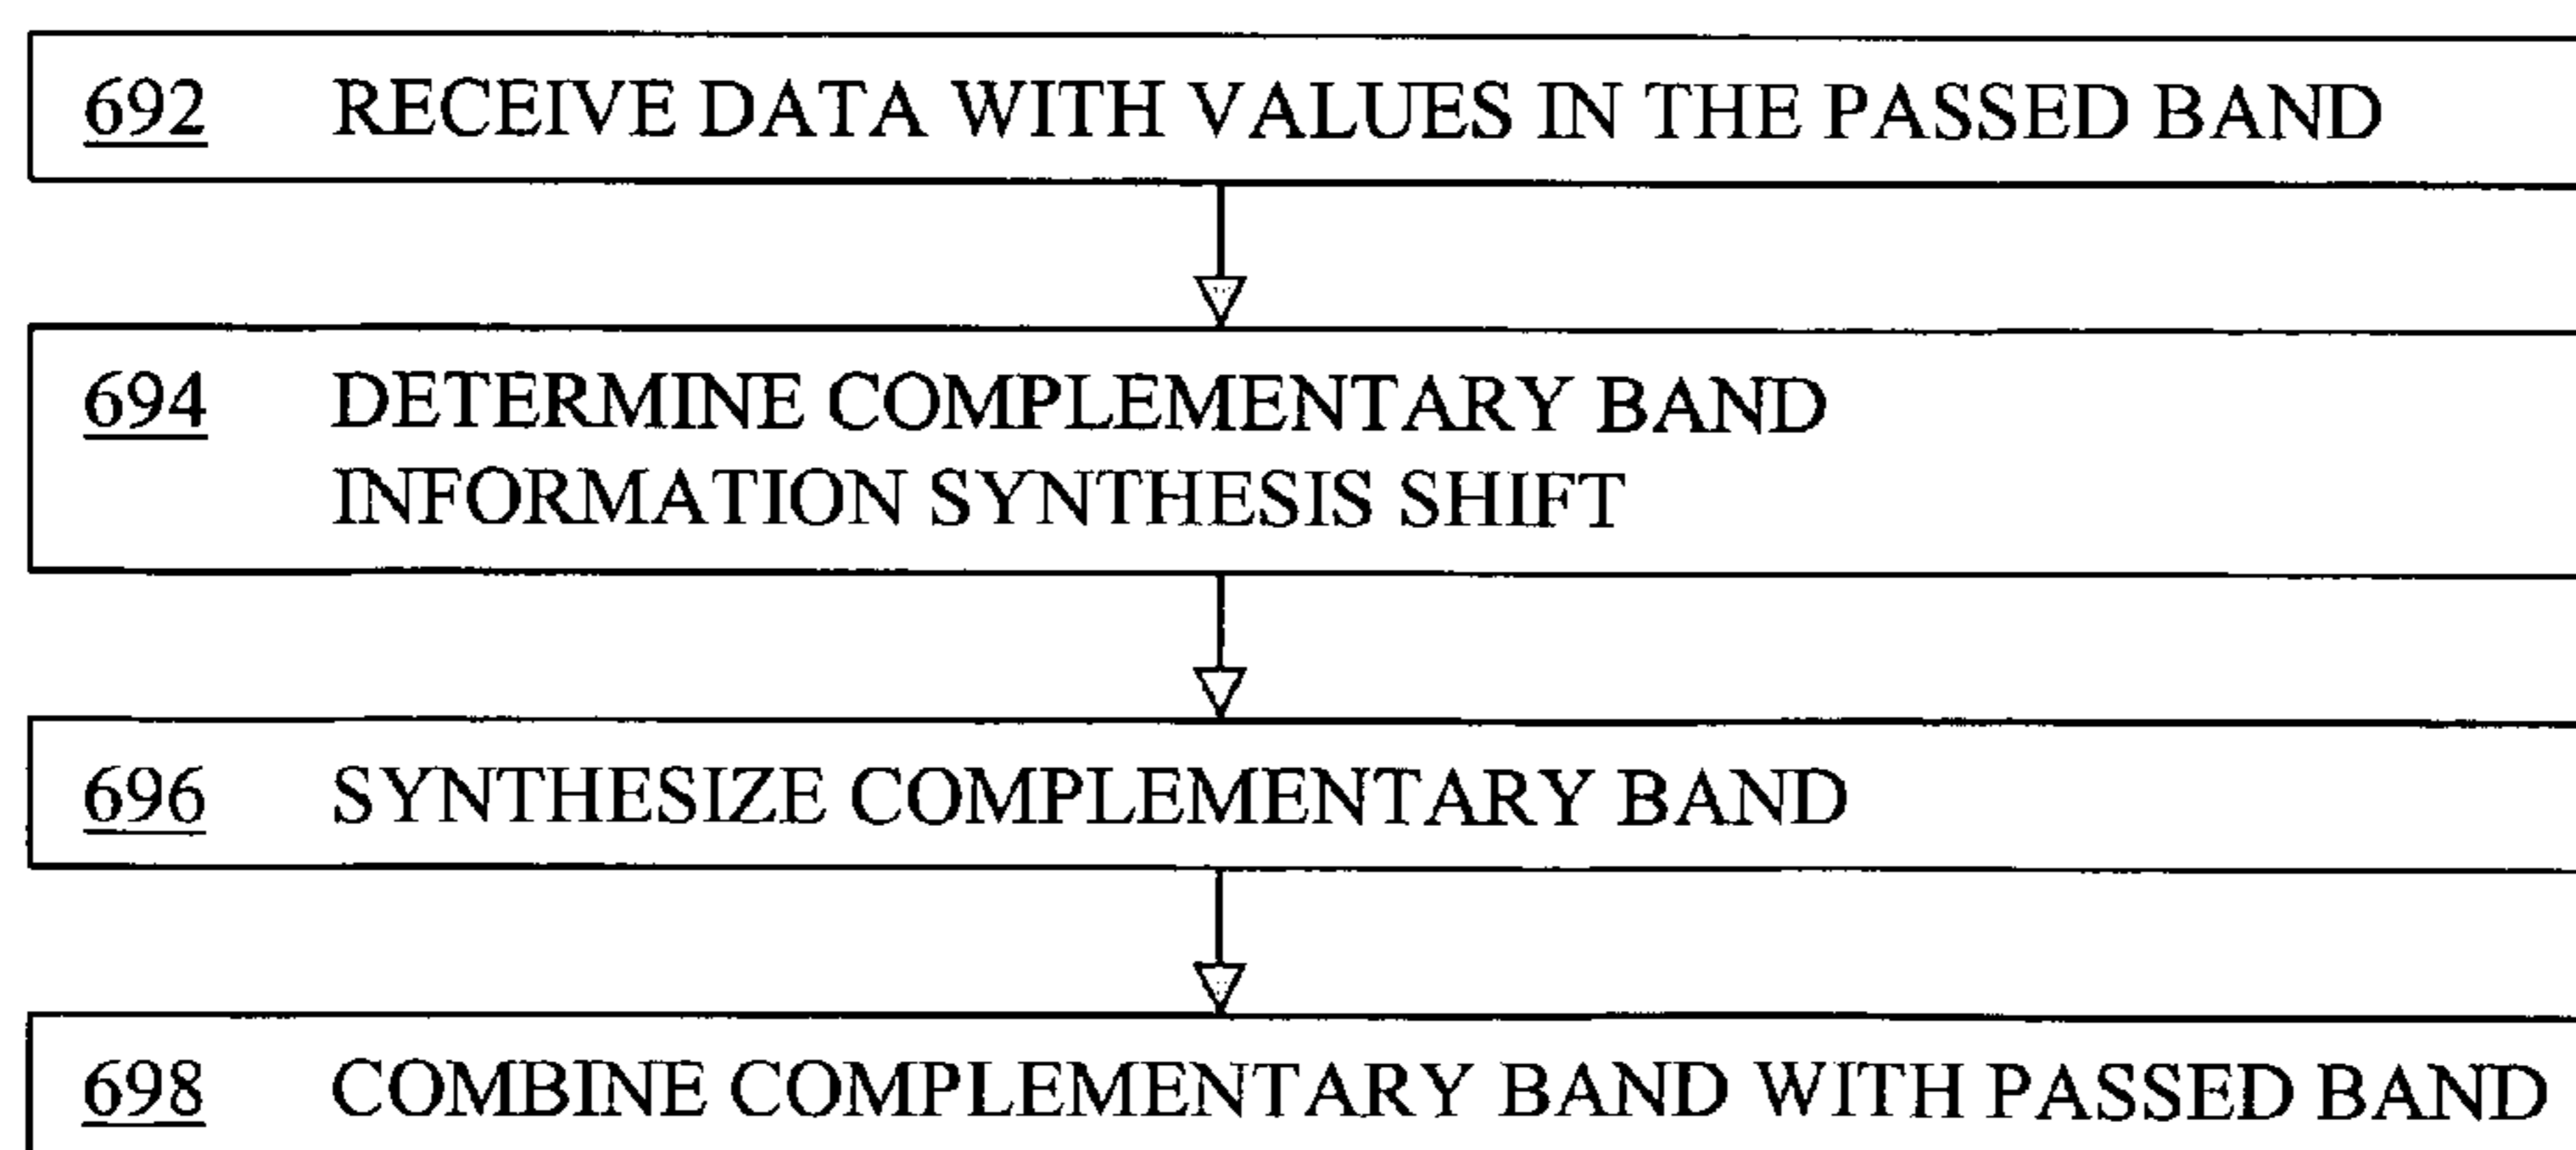 692 RECEIVE DATA WITH VALUES IN THE PASSED BAND
694 DETERMINE COMPLEMENTARY BAND
INFORMATION SYNTHESIS SHIFT
696 SYNTHESIZE COMPLEMENTARY BAND
698 COMBINE COMPLEMENTARY BAND WITH PASSED BAND